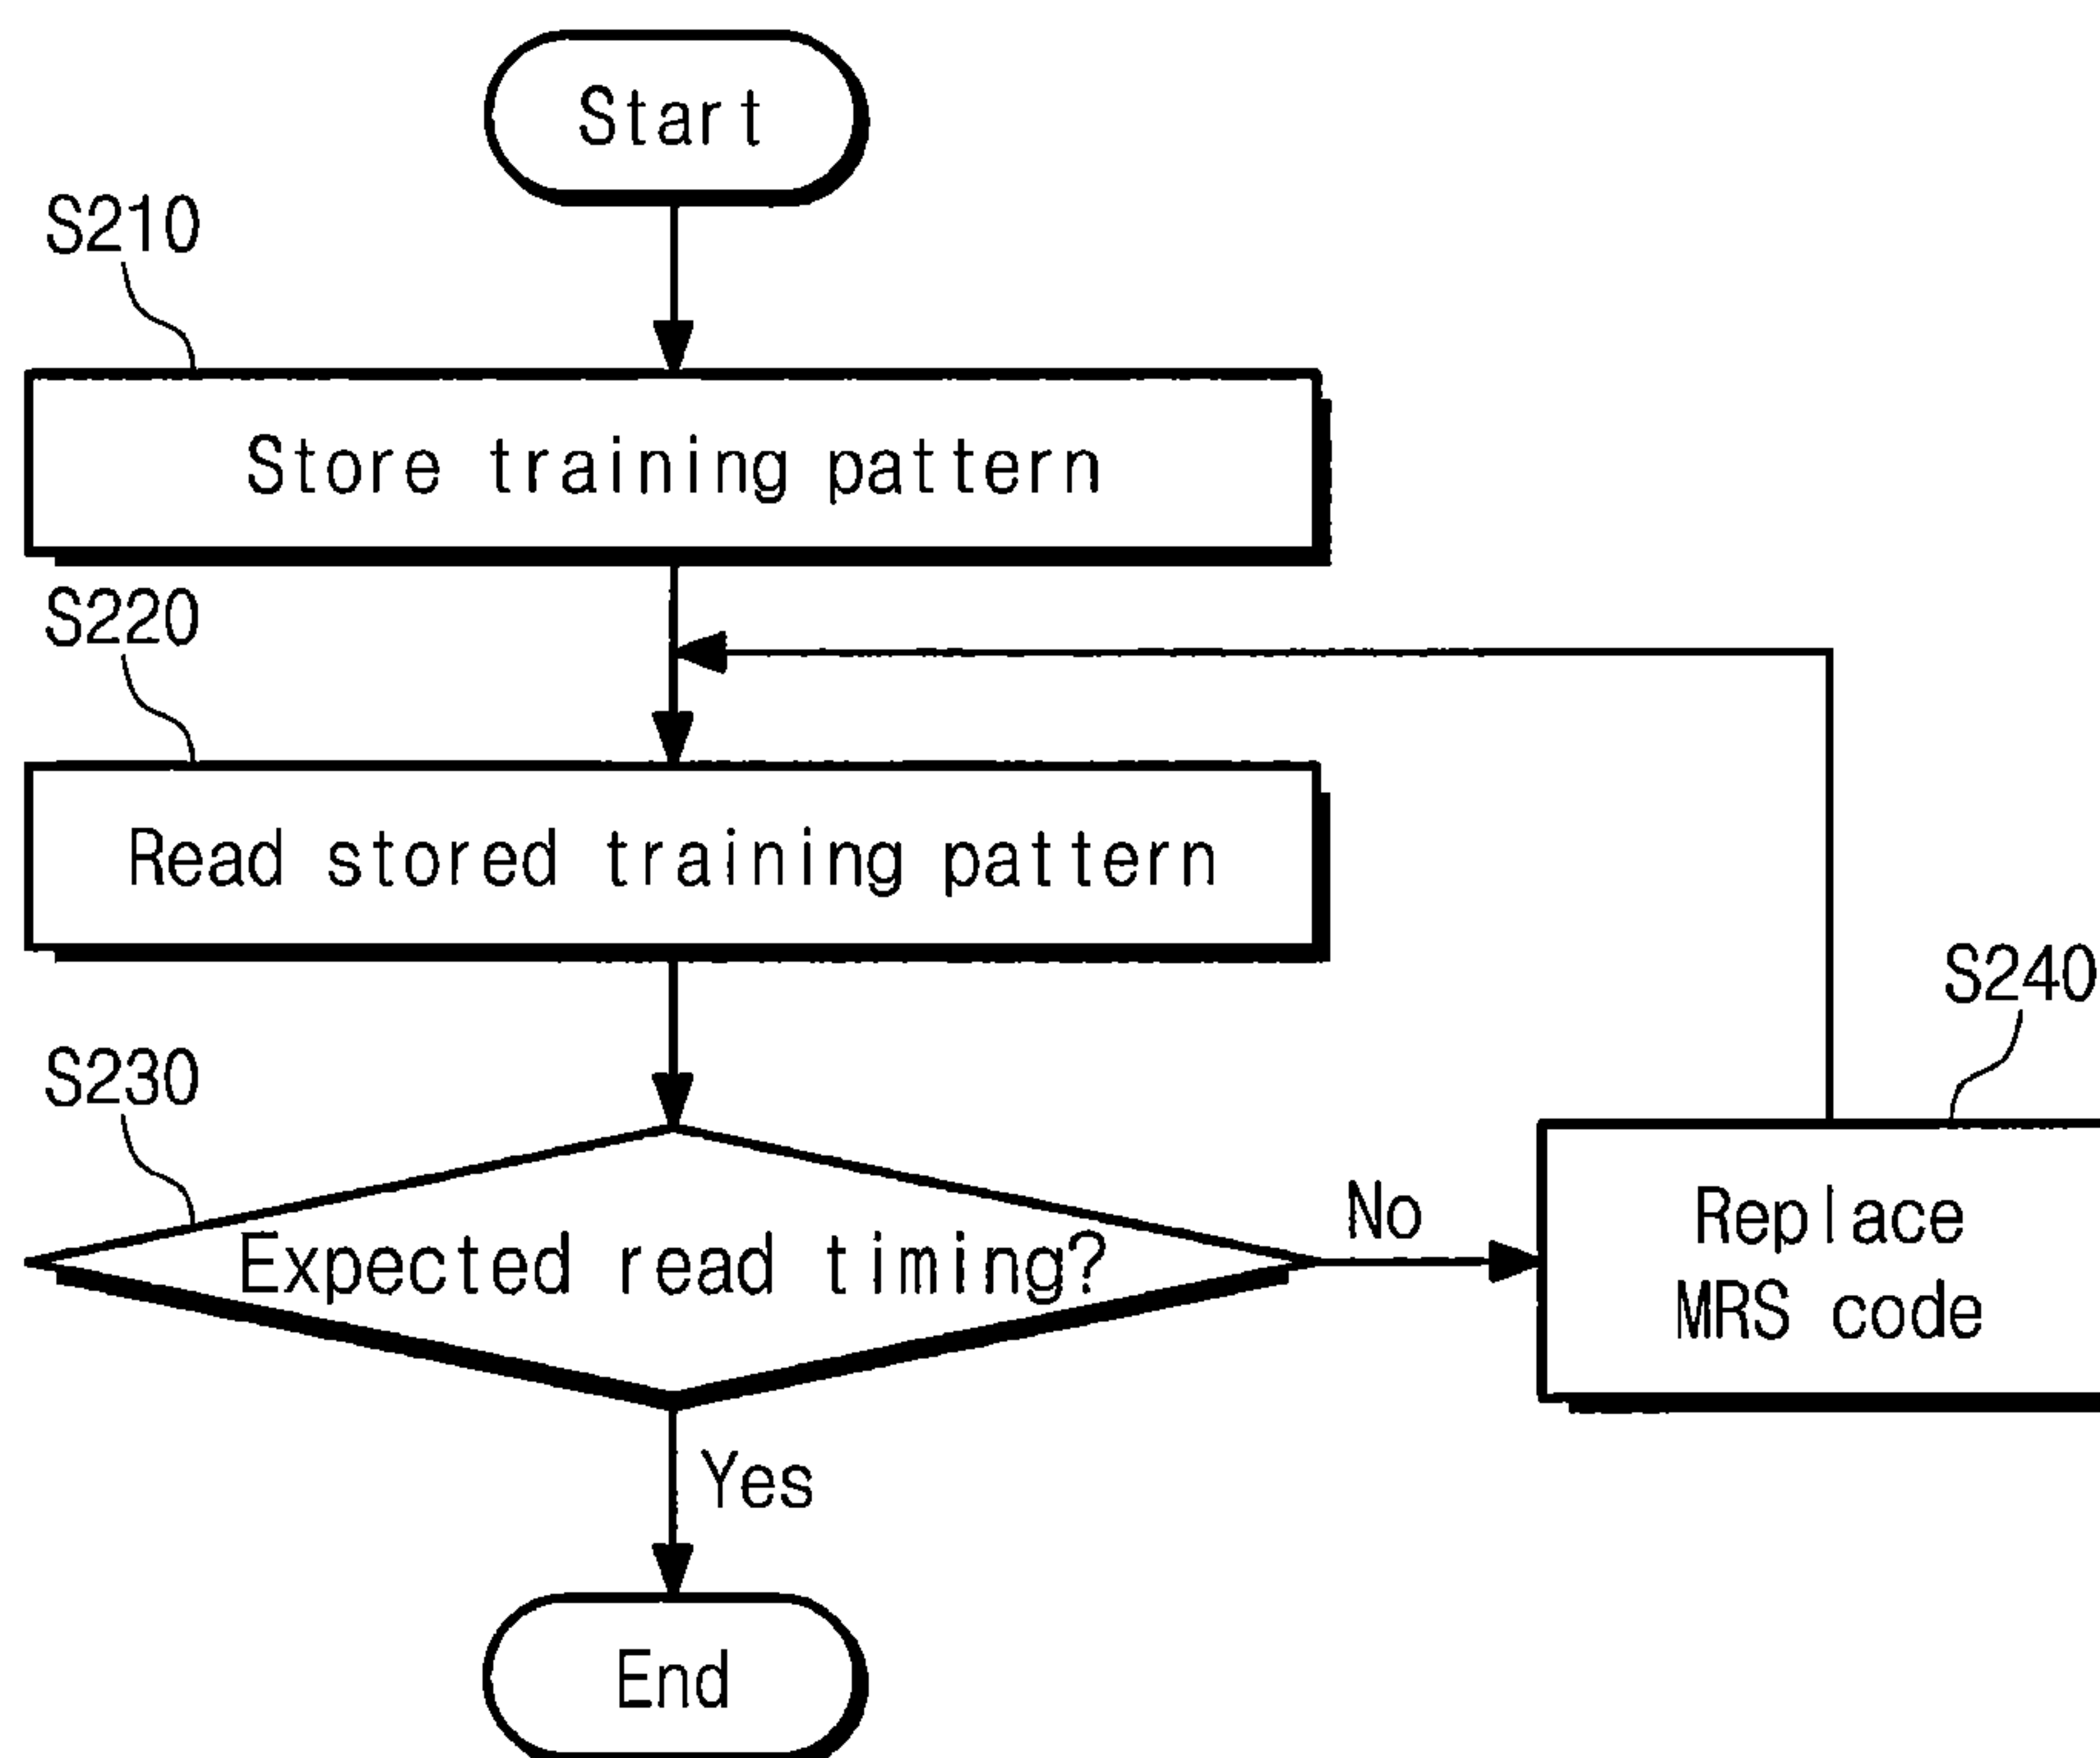 Start
S210
Store training pattern
S220
Read stored training pattern
S240
S230
No
Expected read timing?
Replace
MRS code
Yes
End